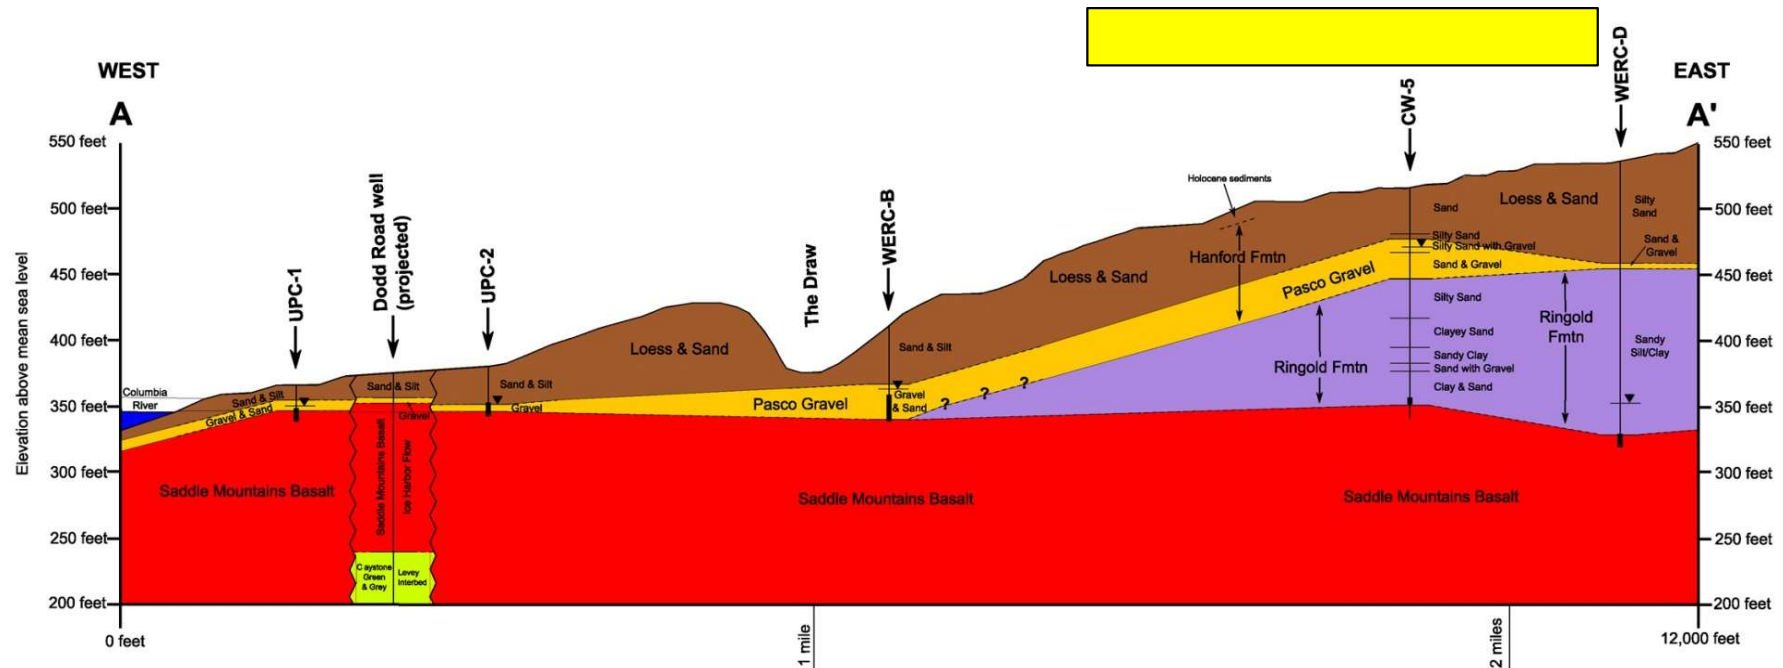 WEST
A
EAST
A'
550 feet
500 feet
450 feet
400 feet
350 feet
300 feet
250 feet
200 feet
Elevation above mean sea level
Columbia
River
UPC-1
Dodd Road well
(projected)
UPC-2
The Draw
WERC-B
CW-5
WERC-D
Sand & Silt
Gravel & Sand
Sand & Silt
Gravel
Saddle Mountains Basalt
Ice Harbor Flow
Claystone
Green
& Grey
Levey
Interbed
Sand & Silt
Gravel
Loess & Sand
Pasco Gravel
Sand & Silt
Gravel
& Sand
?
?
?
Loess & Sand
Holocene sediments
Hanford Fmtn
Pasco Gravel
Ringold Fmtn
Sand
Silty Sand
Silty Sand with Gravel
Sand & Gravel
Silty Sand
Clayey Sand
Sandy Clay
Sand with Gravel
Clay & Sand
Loess & Sand
Ringold
Fmtn
Silty
Sand
Sand &
Gravel
Sandy
Silt/Clay
Saddle Mountains Basalt
Saddle Mountains Basalt
Saddle Mountains Basalt
550 feet
500 feet
450 feet
400 feet
350 feet
300 feet
250 feet
200 feet
0 feet
1 mile
2 miles
12,000 feet